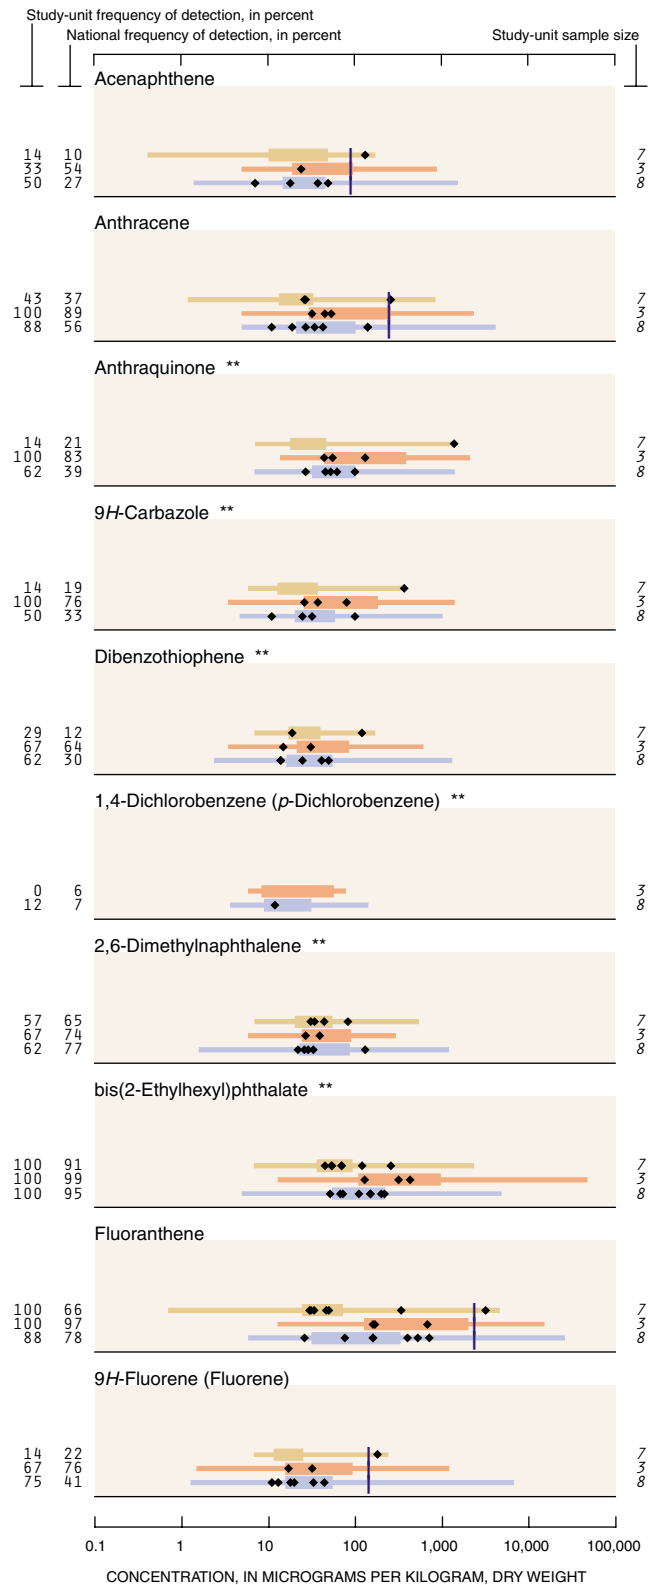 Study-unit frequency of detection, in percent
National frequency of detection, in percent
Study-unit sample size
Acenaphthene
14 10 7
33 54 3
50 27 8
Anthracene
43 37 7
100 89 3
88 56 8
Anthraquinone **
14 21 7
100 83 3
62 39 8
9H-Carbazole **
14 19 7
100 76 3
50 33 8
Dibenzothiophene **
29 12 7
67 64 3
62 30 8
1,4-Dichlorobenzene (p-Dichlorobenzene) **
0 6 3
12 7 8
2,6-Dimethylnaphthalene **
57 65 7
67 74 3
62 77 8
bis(2-Ethylhexyl)phthalate **
100 91 7
100 99 3
100 95 8
Fluoranthene
100 66 7
100 97 3
88 78 8
9H-Fluorene (Fluorene)
14 22 7
67 76 3
75 41 8
0.1 1 10 100 1,000 10,000 100,000
CONCENTRATION, IN MICROGRAMS PER KILOGRAM, DRY WEIGHT